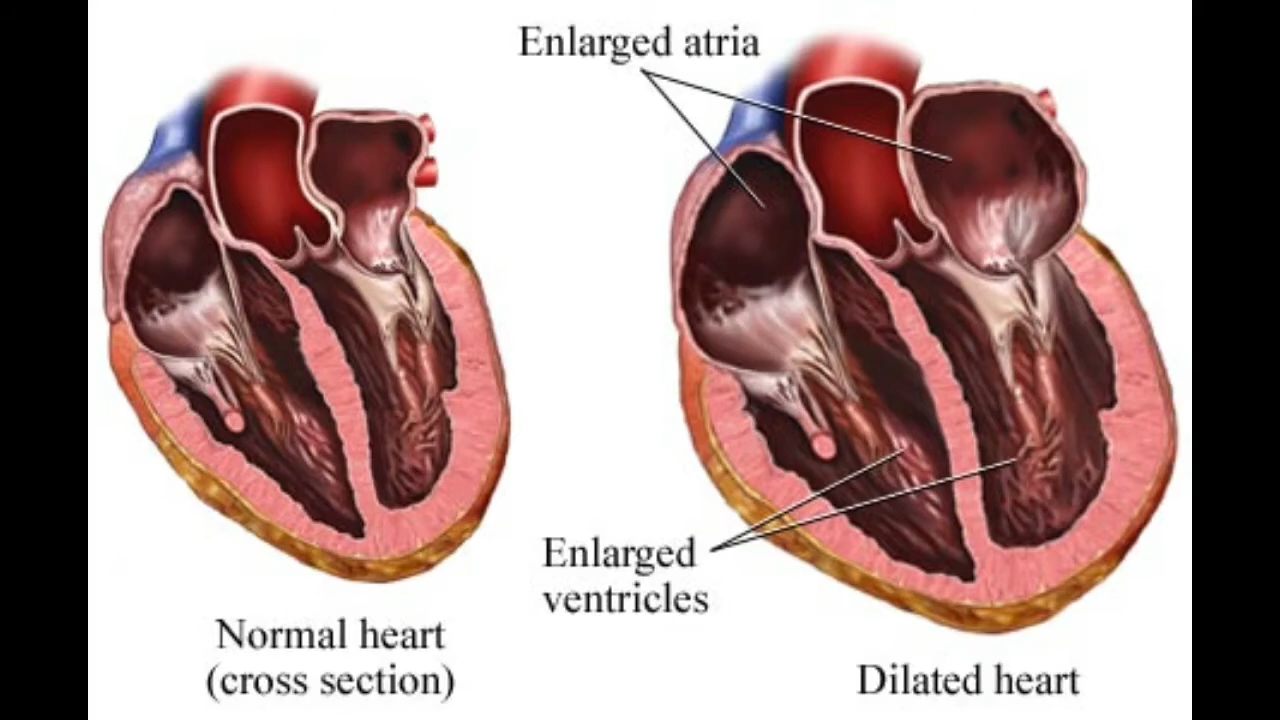 Enlarged atria
Enlarged
ventricles
Normal heart
(cross section)
Dilated heart